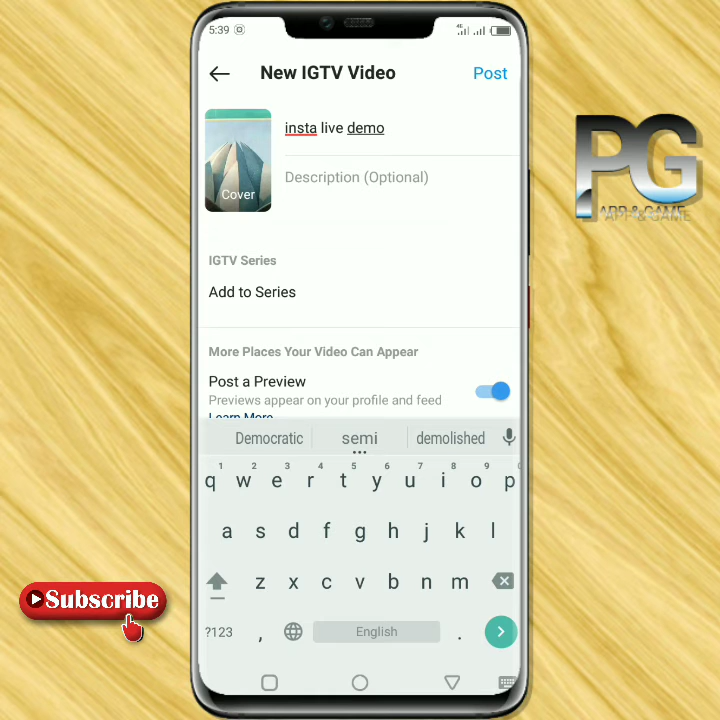 5:39
4G
New IGTV Video
Post
insta live demo
Description (Optional)
Cover
PG
APP & GAME
IGTV Series
Add to Series
More Places Your Video Can Appear
Post a Preview
Previews appear on your profile and feed
Learn More
Democratic semi demolished
1 2 3 4 5 6 7 8 9 0
q w e r t y u i o p
a s d f g h j k l
z x c v b n m
Subscribe
?123 , English .